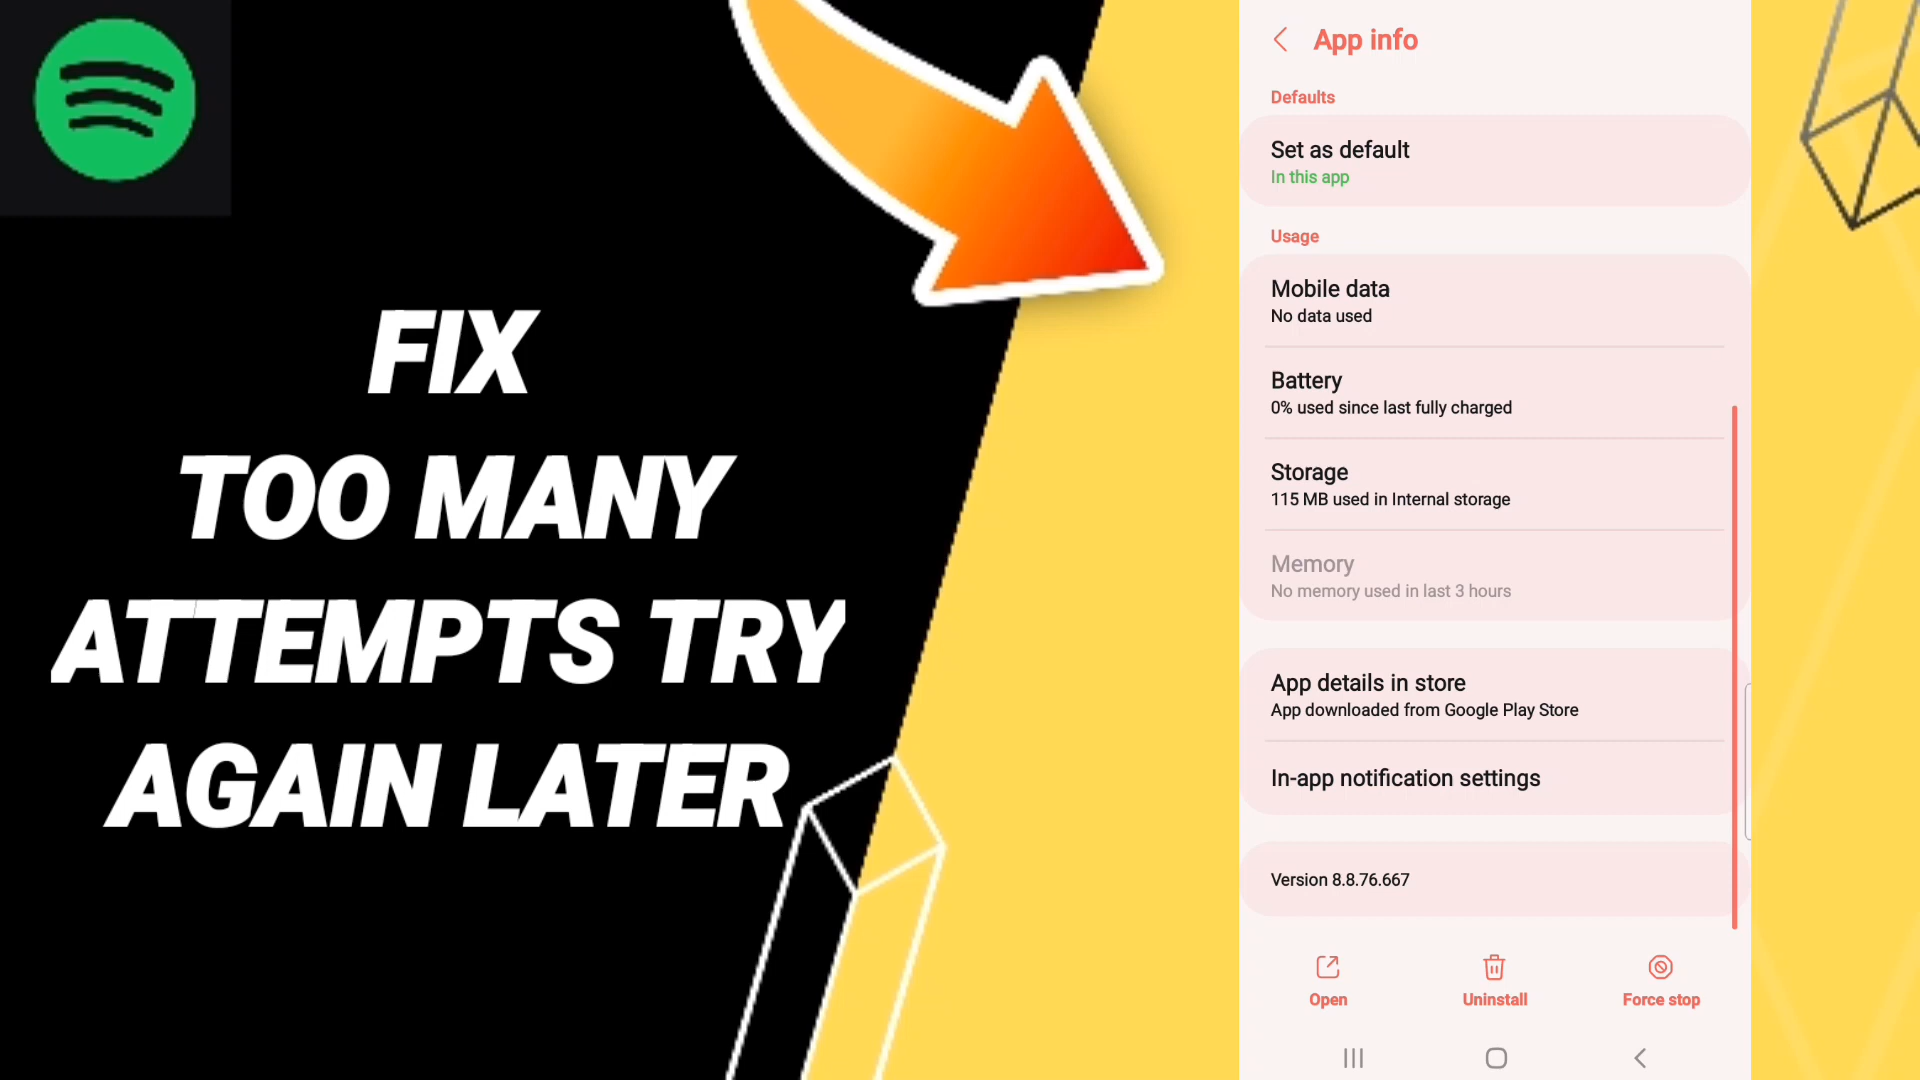 FIX
TOO MANY
ATTEMPTS TRY
AGAIN LATER
App info
Defaults
Set as default
In this app
Usage
Mobile data
No data used
Battery
0% used since last fully charged
Storage
115 MB used in Internal storage
Memory
No memory used in last 3 hours
App details in store
App downloaded from Google Play Store
In-app notification settings
Version 8.8.76.667
Open
Uninstall
Force stop